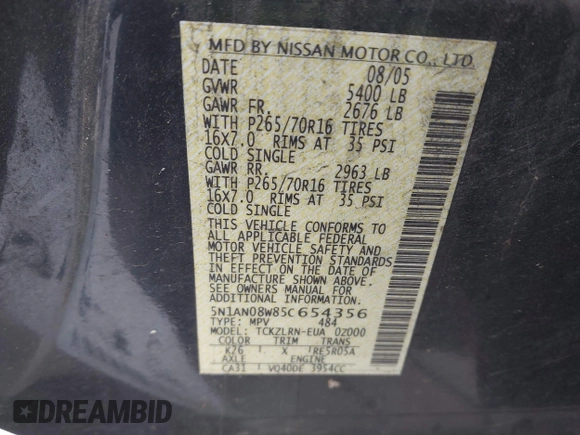 MFD BY NISSAN MOTOR CO., LTD.
DATE 08/05
GVWR 5400 LB
GAWR FR. 2676 LB
WITH P265/70R16 TIRES
16X7.0 RIMS AT 35 PSI
COLD SINGLE
GAWR RR. 2963 LB
WITH P265/70R16 TIRES
16X7.0 RIMS AT 35 PSI
COLD SINGLE
THIS VEHICLE CONFORMS TO
ALL APPLICABLE FEDERAL
MOTOR VEHICLE SAFETY AND
THEFT PREVENTION STANDARDS
IN EFFECT ON THE DATE OF
MANUFACTURE SHOWN ABOVE.
SEE OWNERS MANUAL FOR
ADDITIONAL INFORMATION.
5N1AN08W85C654356
TYPE: MPV 484
MODEL: TCKZLRN-EUA 02000
COLOR TRIM TRANS
K26 X RE5R05A
AXLE ENGINE
CA31 VQ40DE 3954CC
DREAMBID